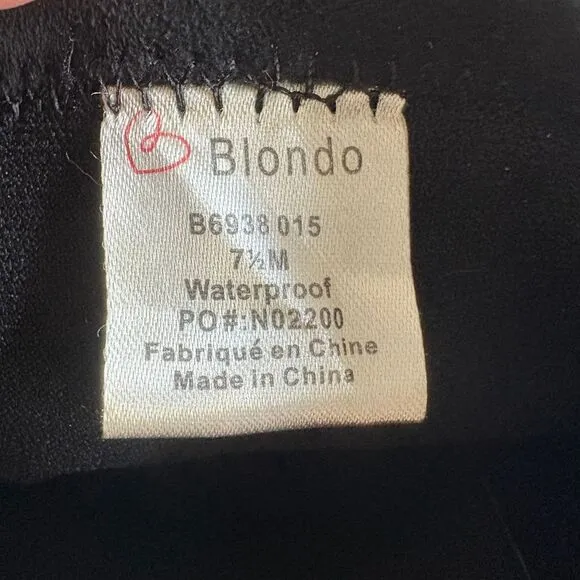 Blondo
B6938 015
7½M
Waterproof
PO#:N02200
Fabriqué en Chine
Made in China